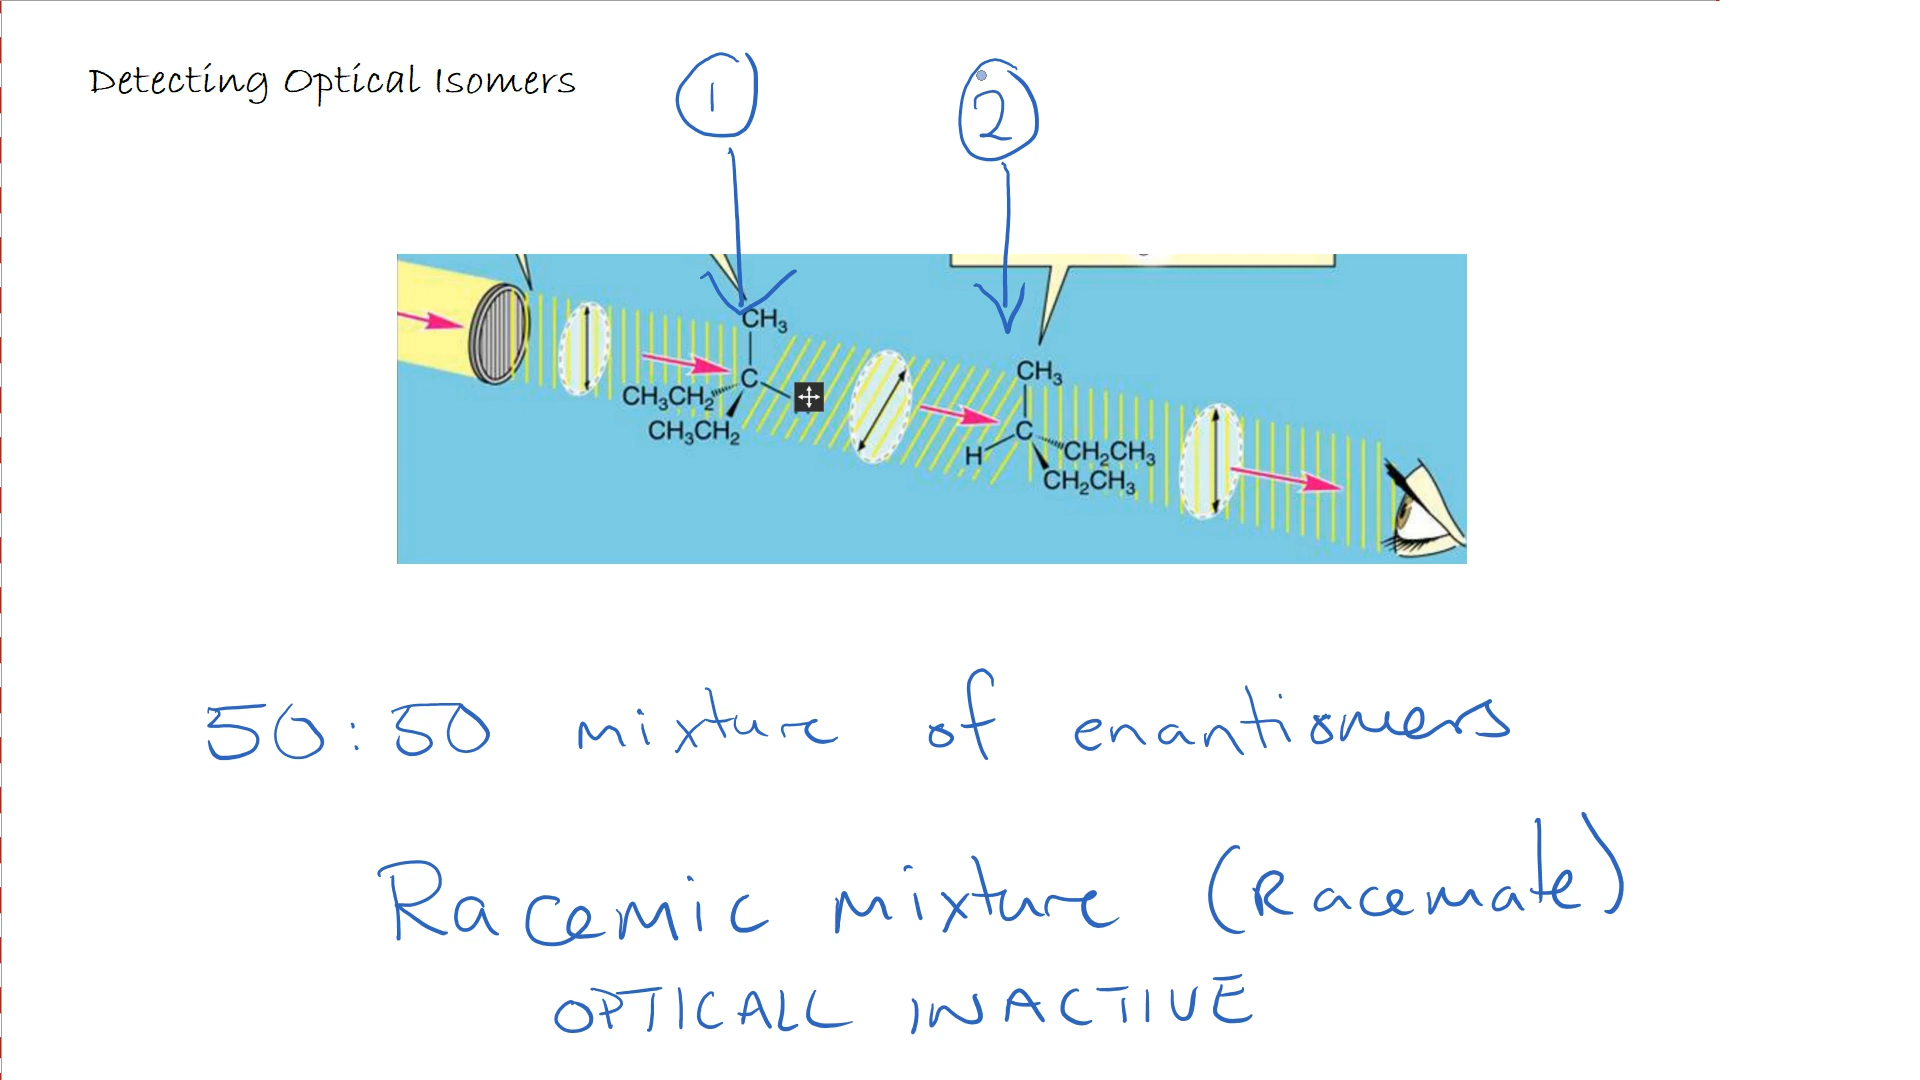 Detecting Optical Isomers
1
2
CH₃
C
CH₃CH₂
CH₃CH₂
CH₃
C
H
CH₂CH₃
CH₂CH₃
50:50 mixture of enantiomers
Racemic mixture (Racemate)
OPTICALL INACTIVE